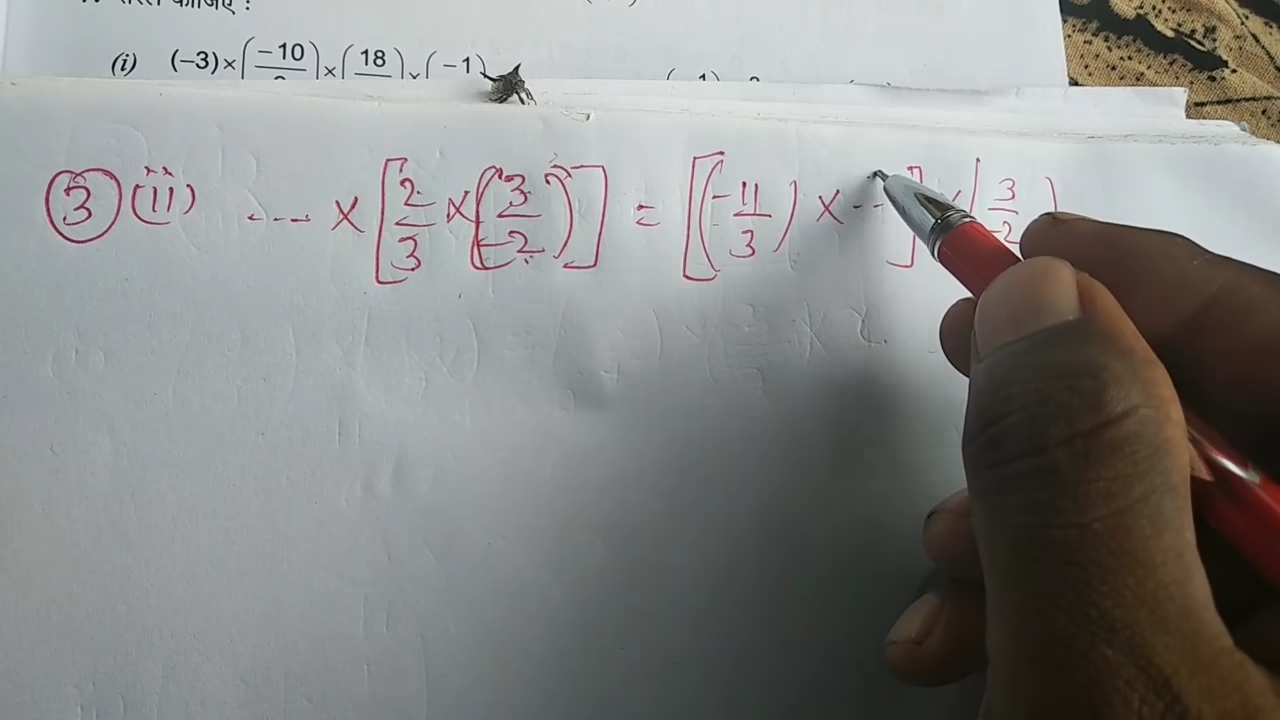 (i) (-3)×(-10)×(18)×(-1)
③(ii) --- × [2/3 × (3/-2)] = [(-11/3) × --] × (3/-2)